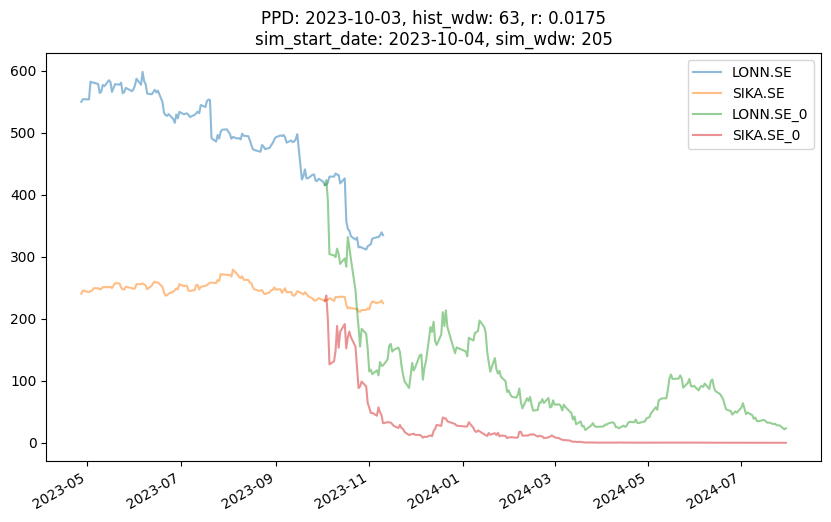 PPD: 2023-10-03, hist_wdw: 63, r: 0.0175
sim_start_date: 2023-10-04, sim_wdw: 205
LONN.SE
SIKA.SE
LONN.SE_0
SIKA.SE_0
600
500
400
300
200
100
0
2023-05
2023-07
2023-09
2023-11
2024-01
2024-03
2024-05
2024-07